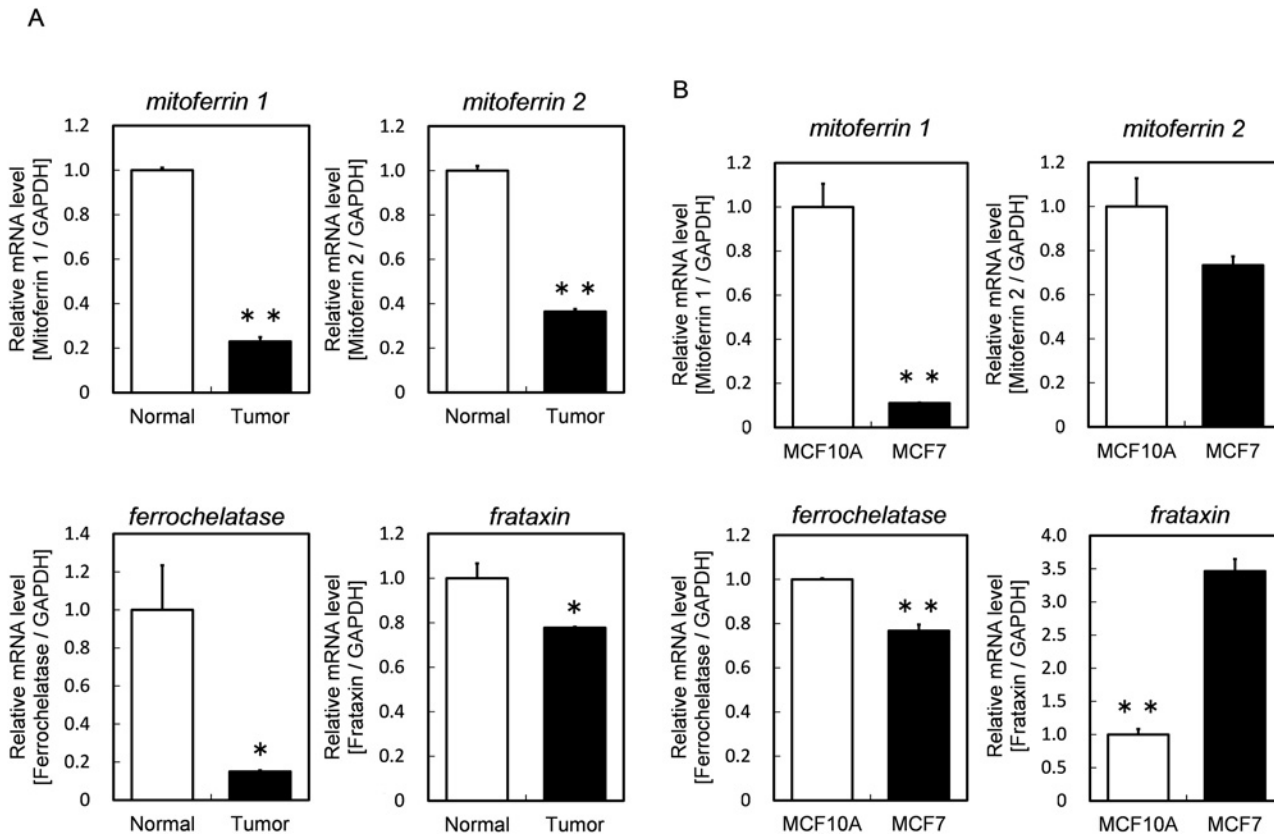 A
mitoferrin 1
Relative mRNA level
[Mitoferrin 1 / GAPDH]
1.2
1.0
0.8
0.6
0.4
0.2
0
* *
Normal Tumor
mitoferrin 2
Relative mRNA level
[Mitoferrin 2 / GAPDH]
1.2
1.0
0.8
0.6
0.4
0.2
0
* *
Normal Tumor
ferrochelatase
Relative mRNA level
[Ferrochelatase / GAPDH]
1.4
1.2
1.0
0.8
0.6
0.4
0.2
0
*
Normal Tumor
frataxin
Relative mRNA level
[Frataxin / GAPDH]
1.2
1.0
0.8
0.6
0.4
0.2
0
*
Normal Tumor
B
mitoferrin 1
Relative mRNA level
[Mitoferrin 1 / GAPDH]
1.2
1.0
0.8
0.6
0.4
0.2
0
* *
MCF10A MCF7
mitoferrin 2
Relative mRNA level
[Mitoferrin 2 / GAPDH]
1.2
1.0
0.8
0.6
0.4
0.2
0
MCF10A MCF7
ferrochelatase
Relative mRNA level
[Ferrochelatase / GAPDH]
1.2
1.0
0.8
0.6
0.4
0.2
0
* *
MCF10A MCF7
frataxin
Relative mRNA level
[Frataxin / GAPDH]
4.0
3.5
3.0
2.5
2.0
1.5
1.0
0.5
0.0
* *
MCF10A MCF7